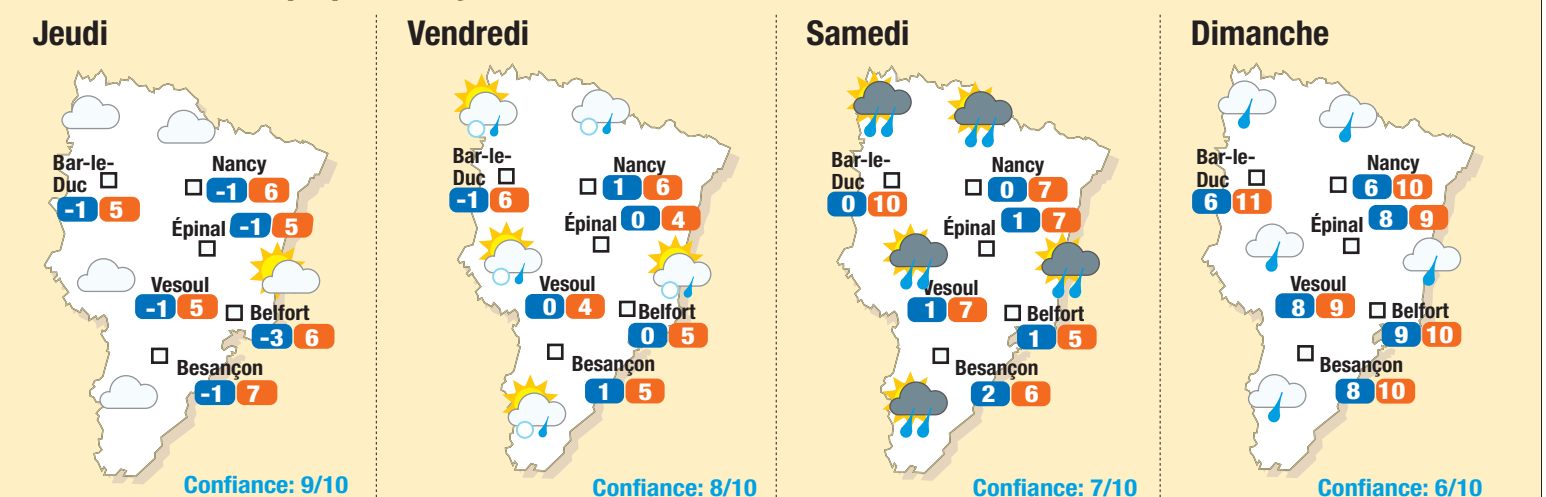 Jeudi
Bar-le-
Duc
-1 5
Nancy
-1 6
Épinal -1 5
Vesoul
-1 5
Belfort
-3 6
Besançon
-1 7
Confiance: 9/10
Vendredi
Bar-le-
Duc
-1 6
Nancy
1 6
Épinal 0 4
Vesoul
0 4
Belfort
0 5
Besançon
1 5
Confiance: 8/10
Samedi
Bar-le-
Duc
0 10
Nancy
0 7
Épinal 1 7
Vesoul
1 7
Belfort
1 5
Besançon
2 6
Confiance: 7/10
Dimanche
Bar-le-
Duc
6 11
Nancy
6 10
Épinal 8 9
Vesoul
8 9
Belfort
9 10
Besançon
8 10
Confiance: 6/10